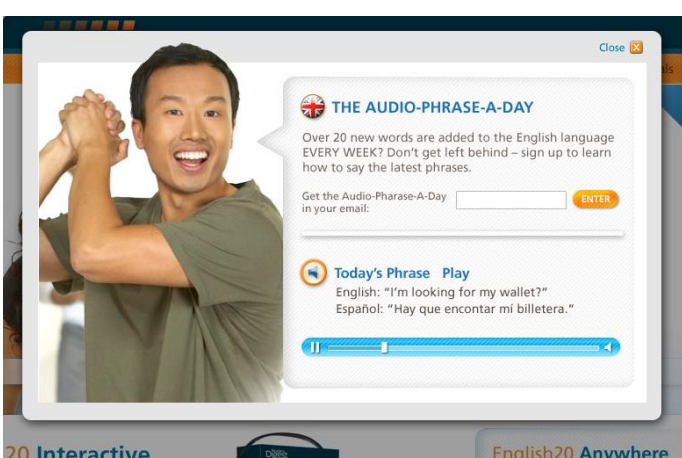 Close
als
THE AUDIO-PHRASE-A-DAY
Over 20 new words are added to the English language
EVERY WEEK? Don't get left behind – sign up to learn
how to say the latest phrases.
Get the Audio-Pharase-A-Day
in your email:
ENTER
Today's Phrase Play
English: "I'm looking for my wallet?"
Español: "Hay que encontar mí billetera."
20 Interactive
English20 Anywhere